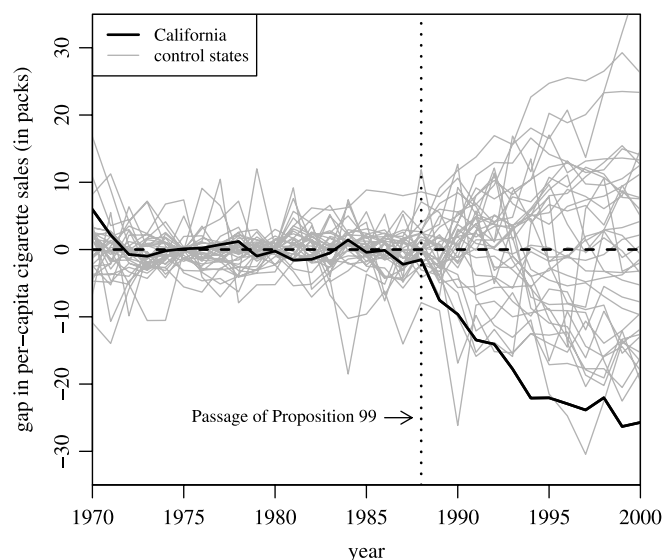 California
control states
gap in per−capita cigarette sales (in packs)
30
20
10
0
−10
−20
−30
Passage of Proposition 99
1970 1975 1980 1985 1990 1995 2000
year